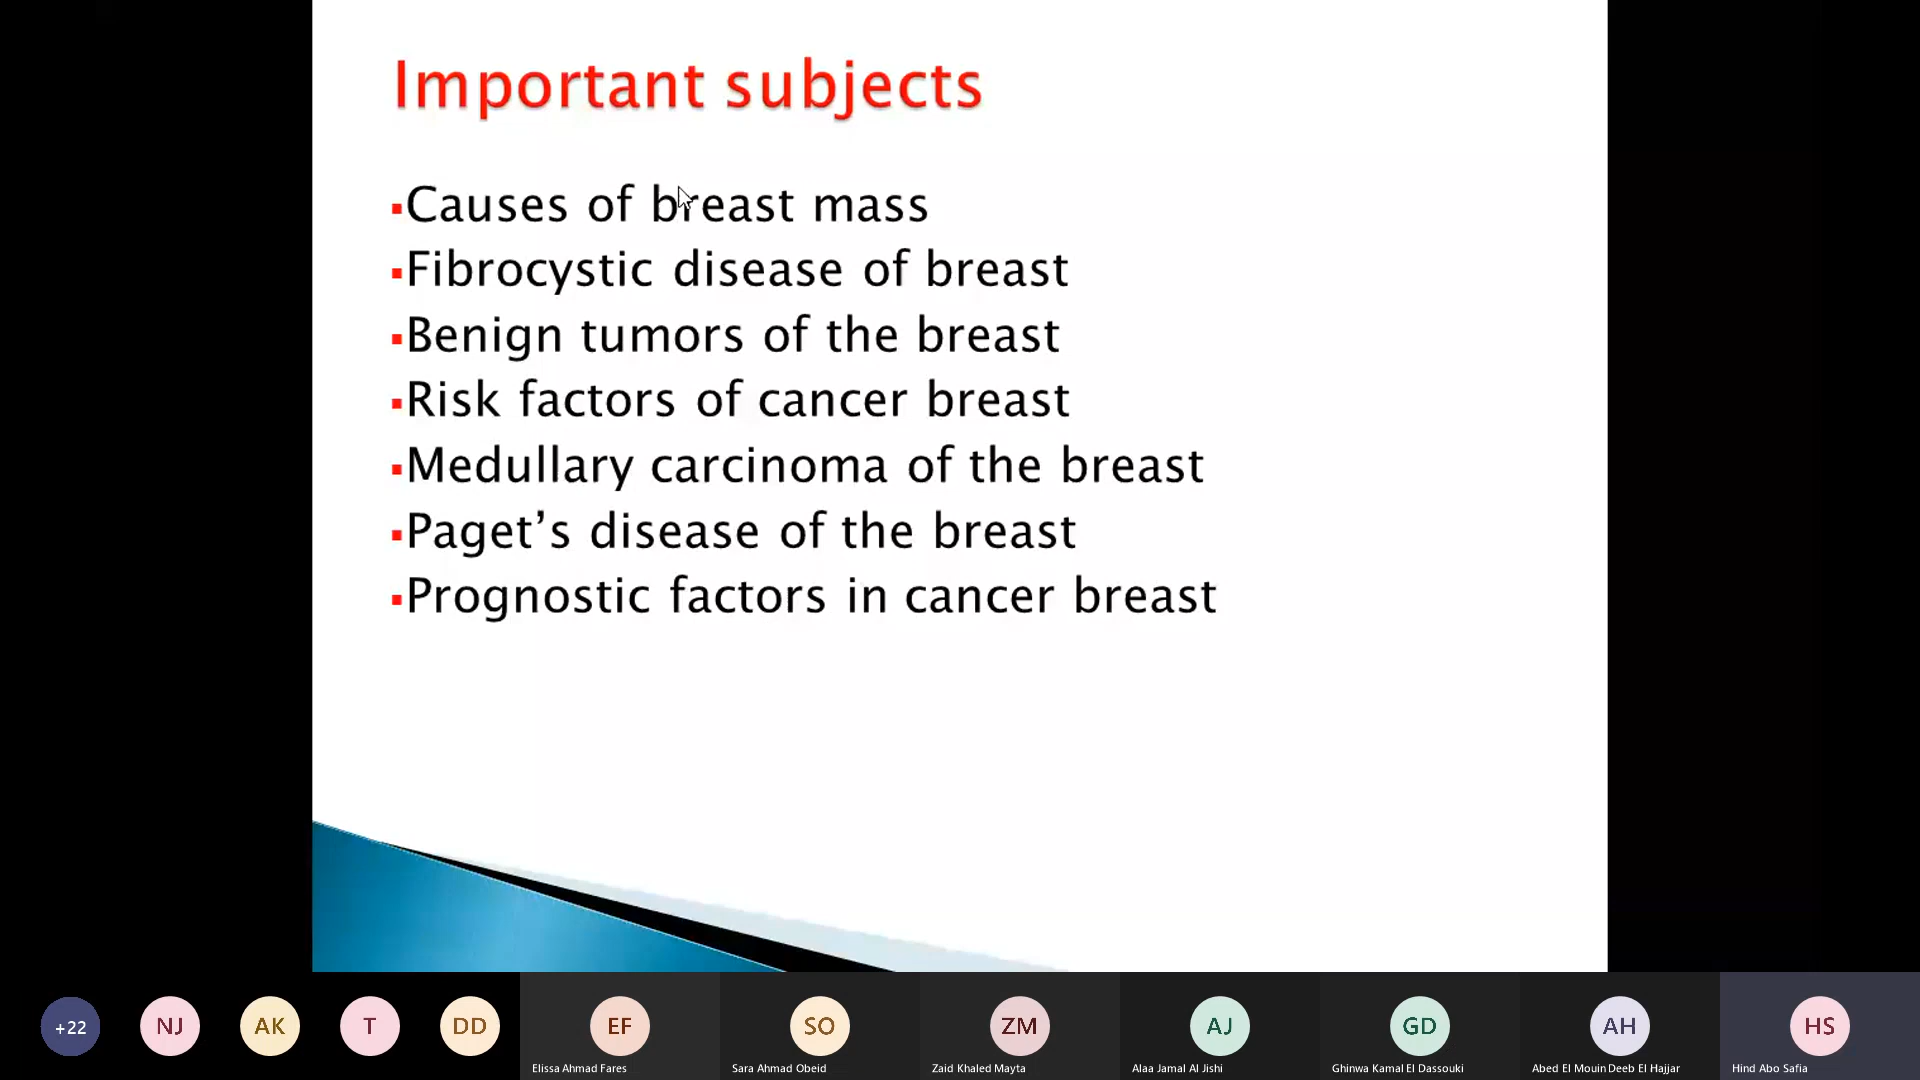 Important subjects
▪Causes of breast mass
▪Fibrocystic disease of breast
▪Benign tumors of the breast
▪Risk factors of cancer breast
▪Medullary carcinoma of the breast
▪Paget’s disease of the breast
▪Prognostic factors in cancer breast
+22
NJ
AK
T
DD
EF
SO
ZM
AJ
GD
AH
HS
Elissa Ahmad Fares
Sara Ahmad Obeid
Zaid Khaled Mayta
Alaa Jamal Al Jishi
Ghinwa Kamal El Dassouki
Abed El Mouin Deeb El Hajjar
Hind Abo Safia